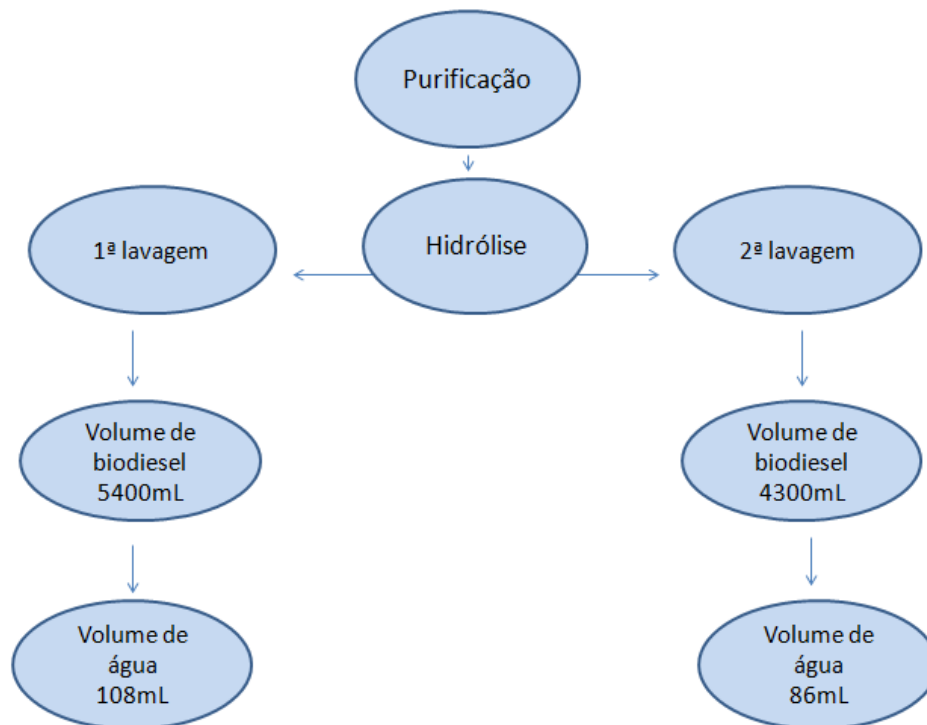 Purificação
Hidrólise
1ª lavagem
2ª lavagem
Volume de
biodiesel
5400mL
Volume de
biodiesel
4300mL
Volume de
água
108mL
Volume de
água
86mL